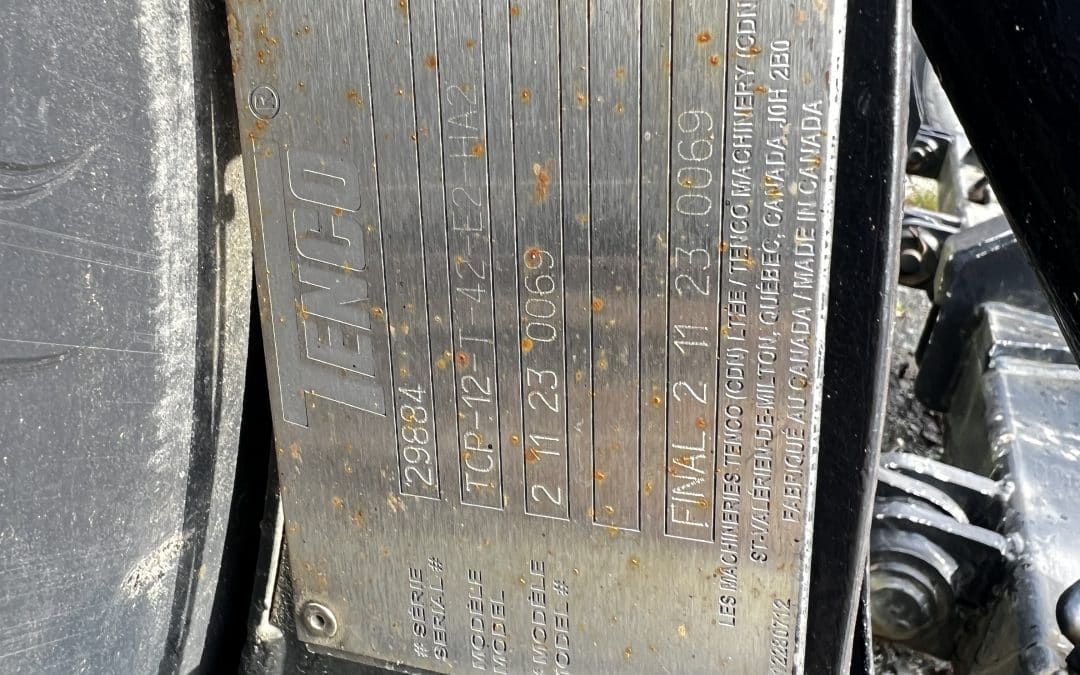 TENCO®
# SÉRIE
SERIAL#
29884
MODÈLE
MODEL
TCP-12-T 42-E2 HA2
MODÈLE
2 11 23 0069
FINAL 2 11 23 0069
LES MACHINERIES TENCO (CDN) LTÉE / TENCO MACHINERY (CDN
ST-VALÉRIEN-DE-MILTON, QUÉBEC, CANADA J0H 2B0
FABRIQUÉ AU CANADA / MADE IN CANADA